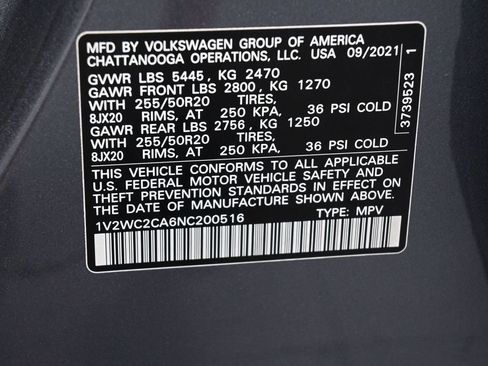 MFD BY VOLKSWAGEN GROUP OF AMERICA
CHATTANOOGA OPERATIONS, LLC. USA 09/2021
GVWR LBS 5445, KG 2470
GAWR FRONT LBS 2800, KG 1270
WITH 255/50R20 TIRES,
8JX20 RIMS, AT 250 KPA, 36 PSI COLD
GAWR REAR LBS 2756, KG 1250
WITH 255/50R20 TIRES,
8JX20 RIMS, AT 250 KPA, 36 PSI COLD
THIS VEHICLE CONFORMS TO ALL APPLICABLE
U.S. FEDERAL MOTOR VEHICLE SAFETY AND
THEFT PREVENTION STANDARDS IN EFFECT
ON THE DATE OF MANUFACTURE SHOWN ABOVE.
1V2WC2CA6NC200516 TYPE: MPV
3739523 1